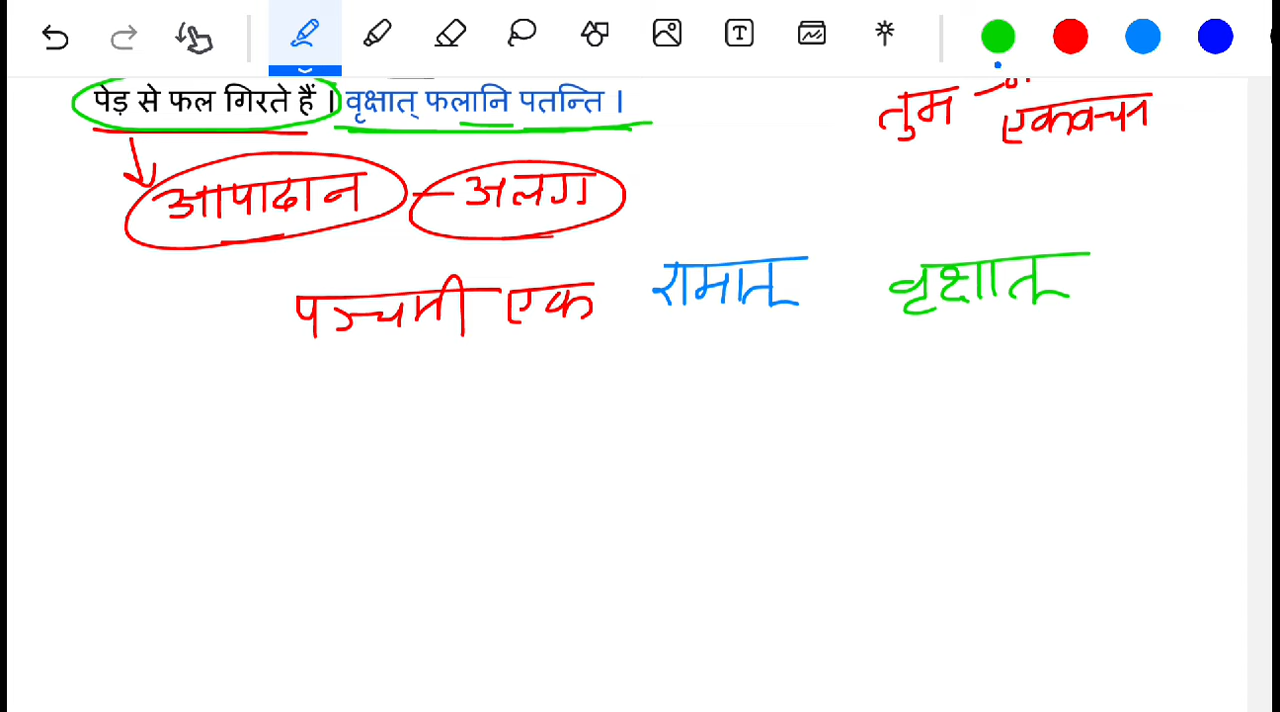 पेड़ से फल गिरते हैं । वृक्षात् फलानि पतन्ति ।
तुम एकवचन
आपादान – अलग
पञ्चमी एक रामात् वृक्षात्